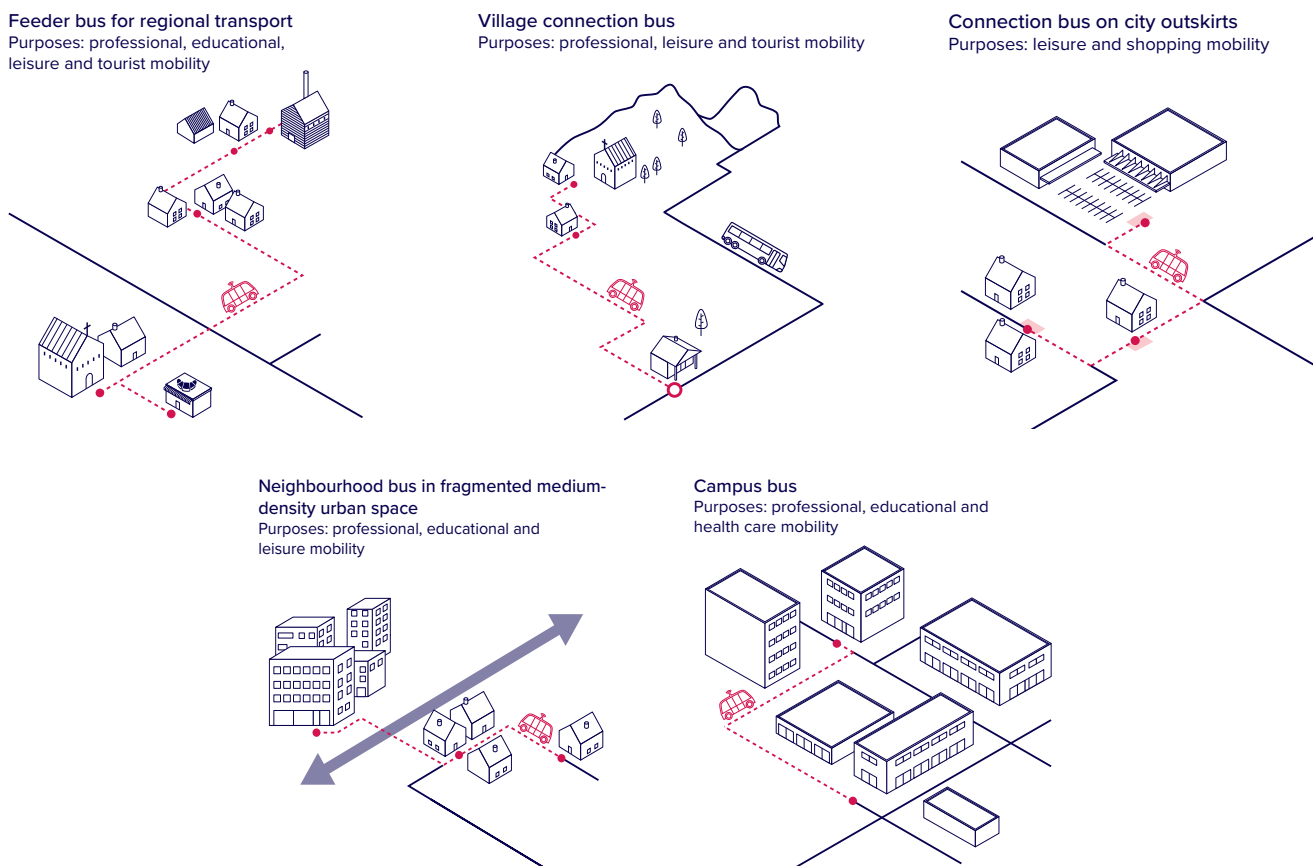 Feeder bus for regional transport
Purposes: professional, educational,
leisure and tourist mobility
Village connection bus
Purposes: professional, leisure and tourist mobility
Connection bus on city outskirts
Purposes: leisure and shopping mobility
Neighbourhood bus in fragmented medium-
density urban space
Purposes: professional, educational and
leisure mobility
Campus bus
Purposes: professional, educational and
health care mobility